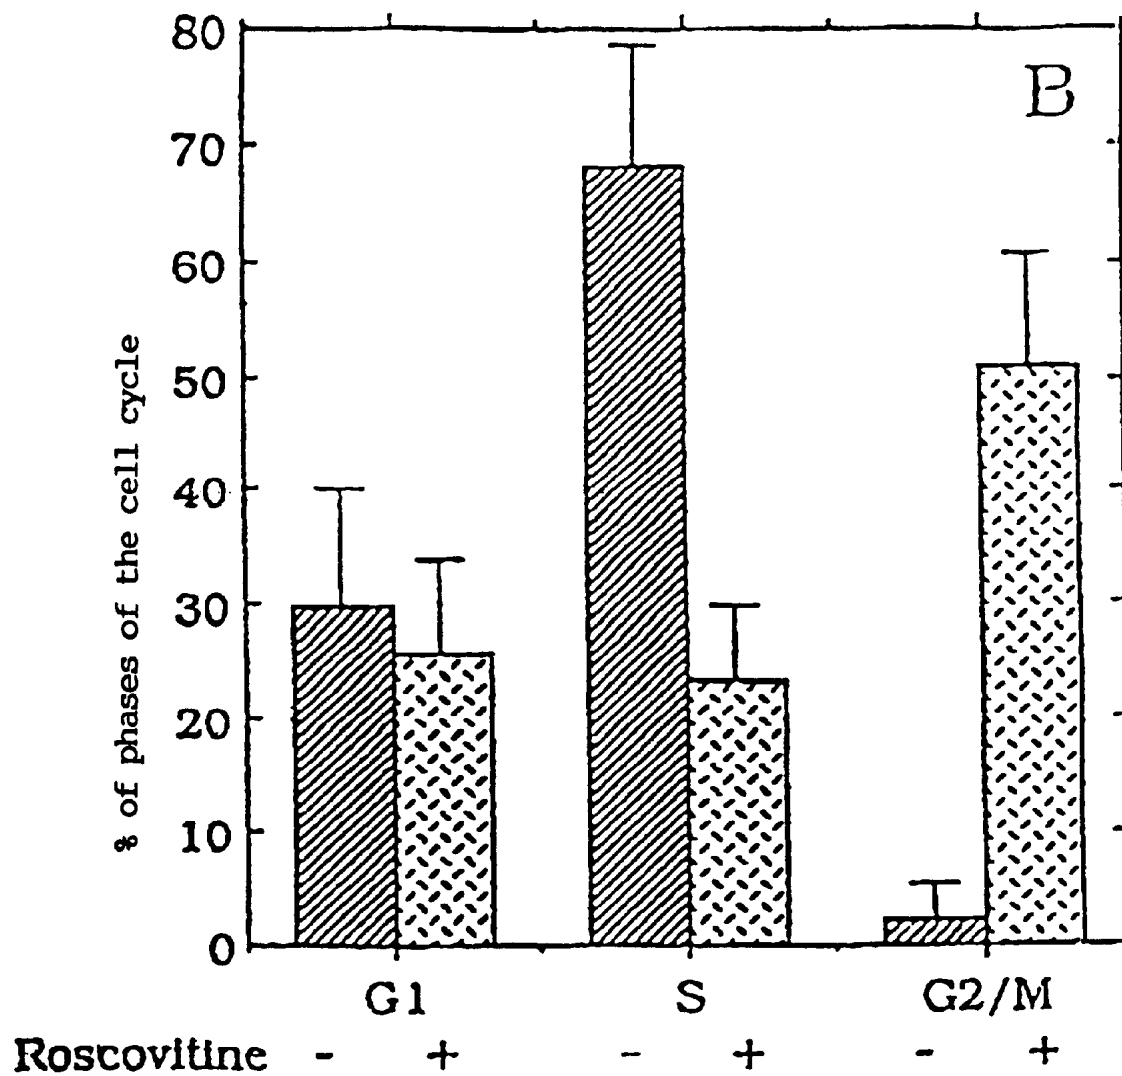 B
% of phases of the cell cycle
80
70
60
50
40
30
20
10
0
G1 S G2/M
Roscovitine - + - + - +